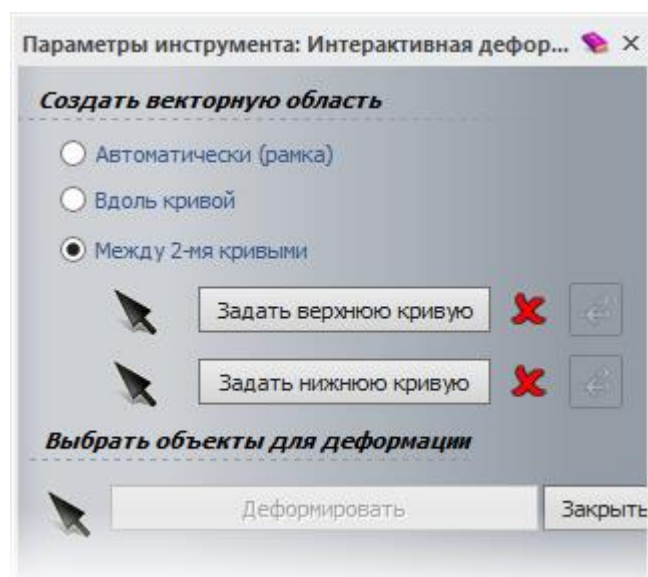 Параметры инструмента: Интерактивная дефор...
Создать векторную область
Автоматически (рамка)
Вдоль кривой
Между 2-мя кривыми
Задать верхнюю кривую
Задать нижнюю кривую
Выбрать объекты для деформации
Деформировать Закрыть